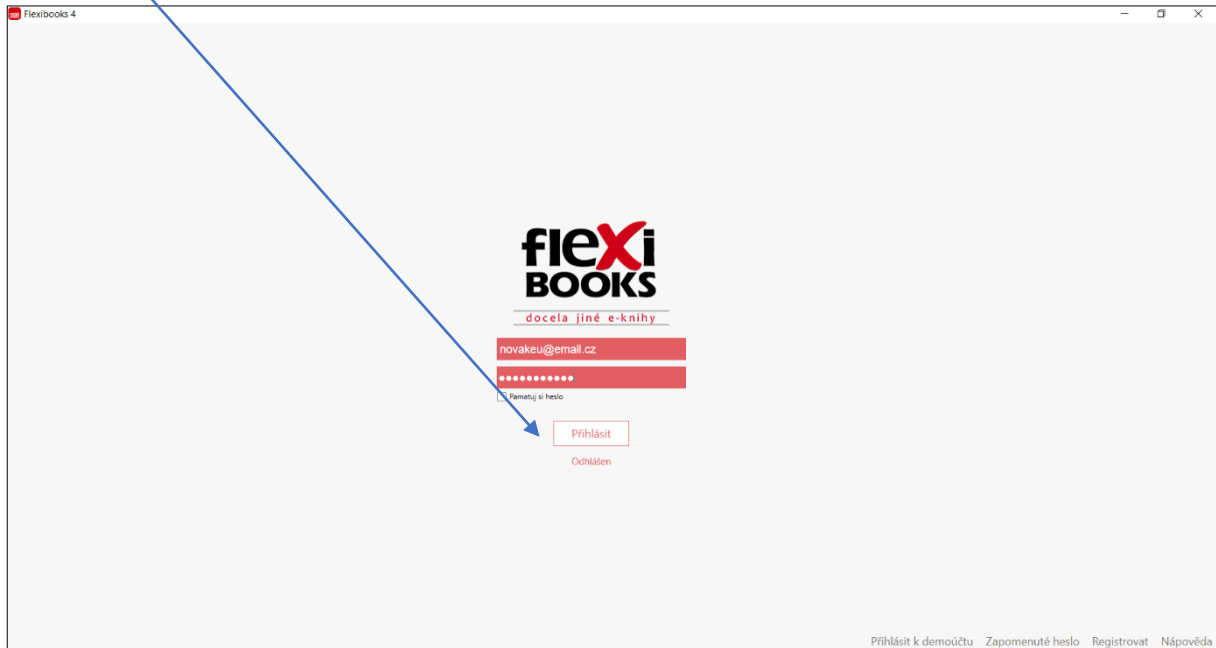 Flexibooks 4
flexi
BOOKS
docela jiné e-knihy
novakeu@email.cz
Pamatuj si heslo
Přihlásit
Odhlášen
Přihlásit k demoúčtu Zapomenuté heslo Registrovat Nápověda